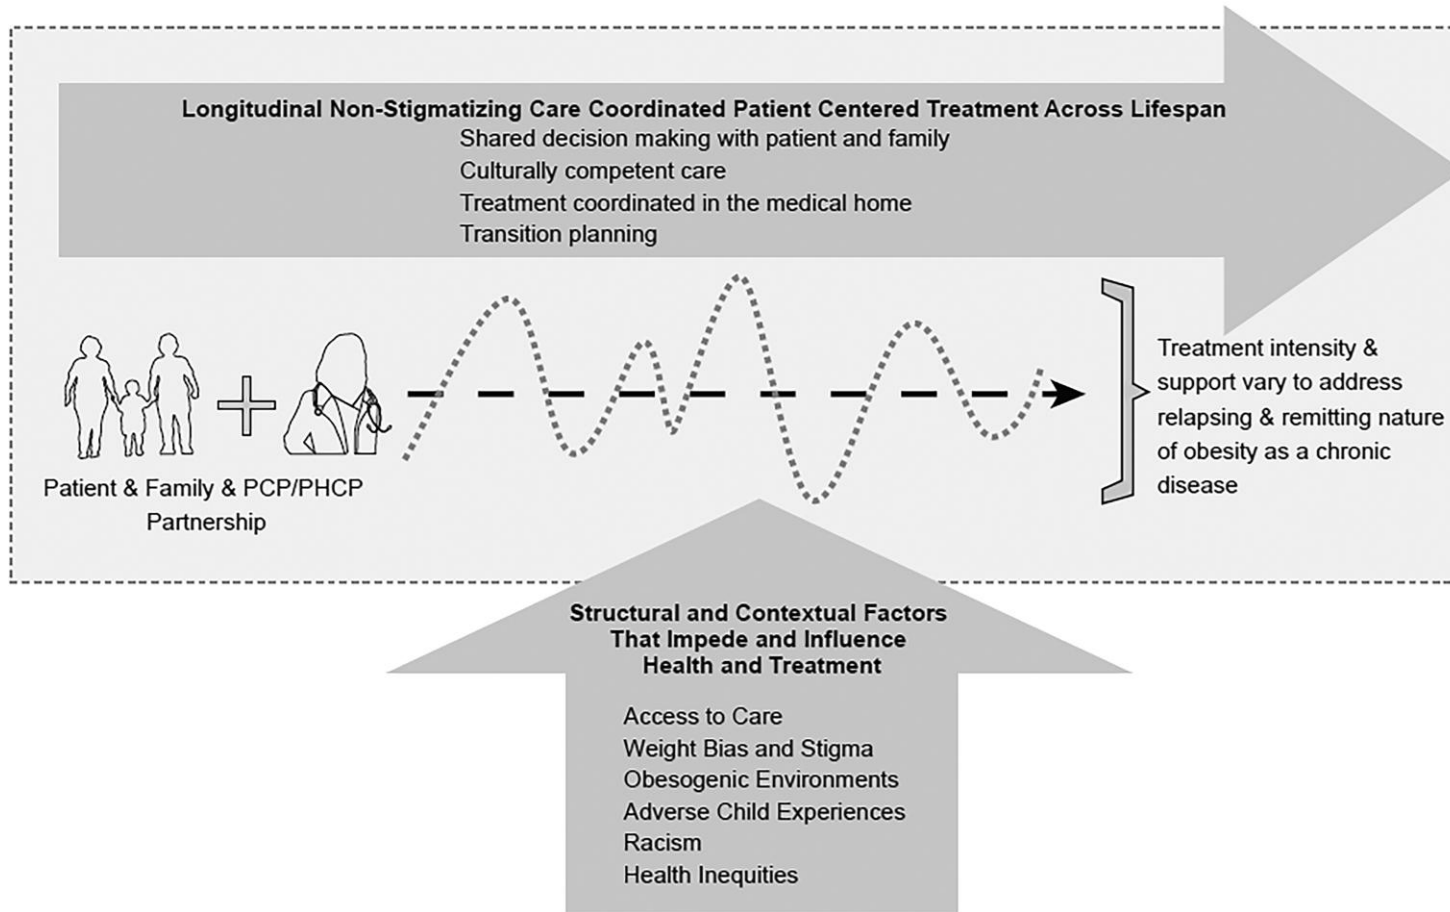 Longitudinal Non-Stigmatizing Care Coordinated Patient Centered Treatment Across Lifespan
Shared decision making with patient and family
Culturally competent care
Treatment coordinated in the medical home
Transition planning
Patient & Family & PCP/PHCP
Partnership
Treatment intensity &
support vary to address
relapsing & remitting nature
of obesity as a chronic
disease
Structural and Contextual Factors
That Impede and Influence
Health and Treatment
Access to Care
Weight Bias and Stigma
Obesogenic Environments
Adverse Child Experiences
Racism
Health Inequities